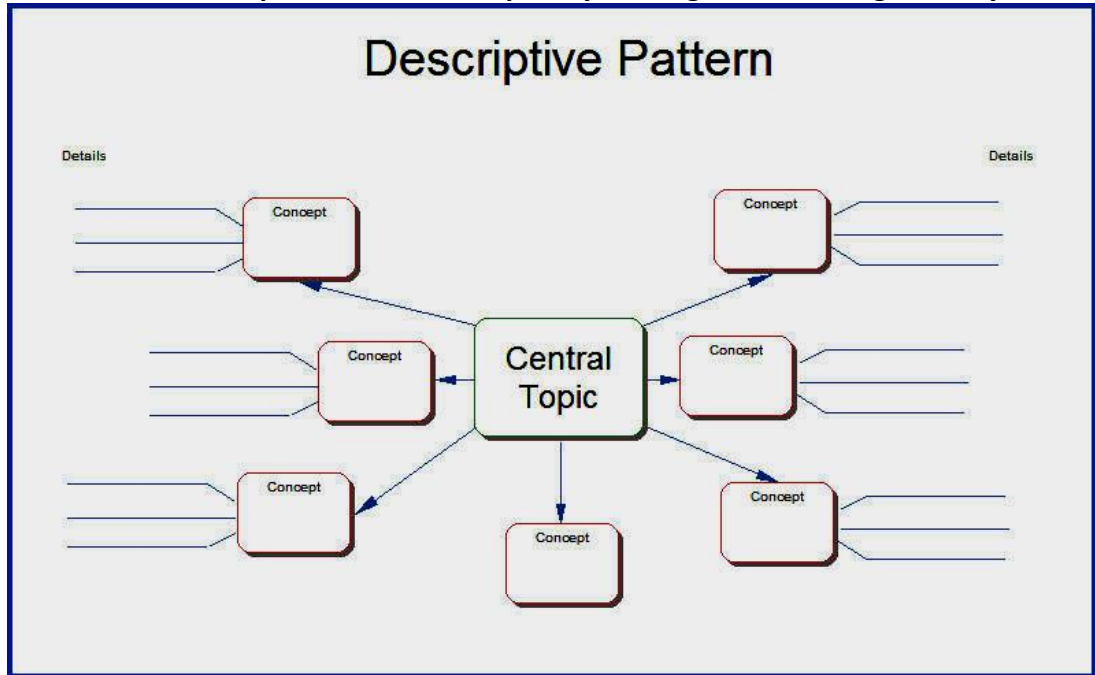 Descriptive Pattern
Details
Details
Concept
Concept
Concept
Central
Topic
Concept
Concept
Concept
Concept